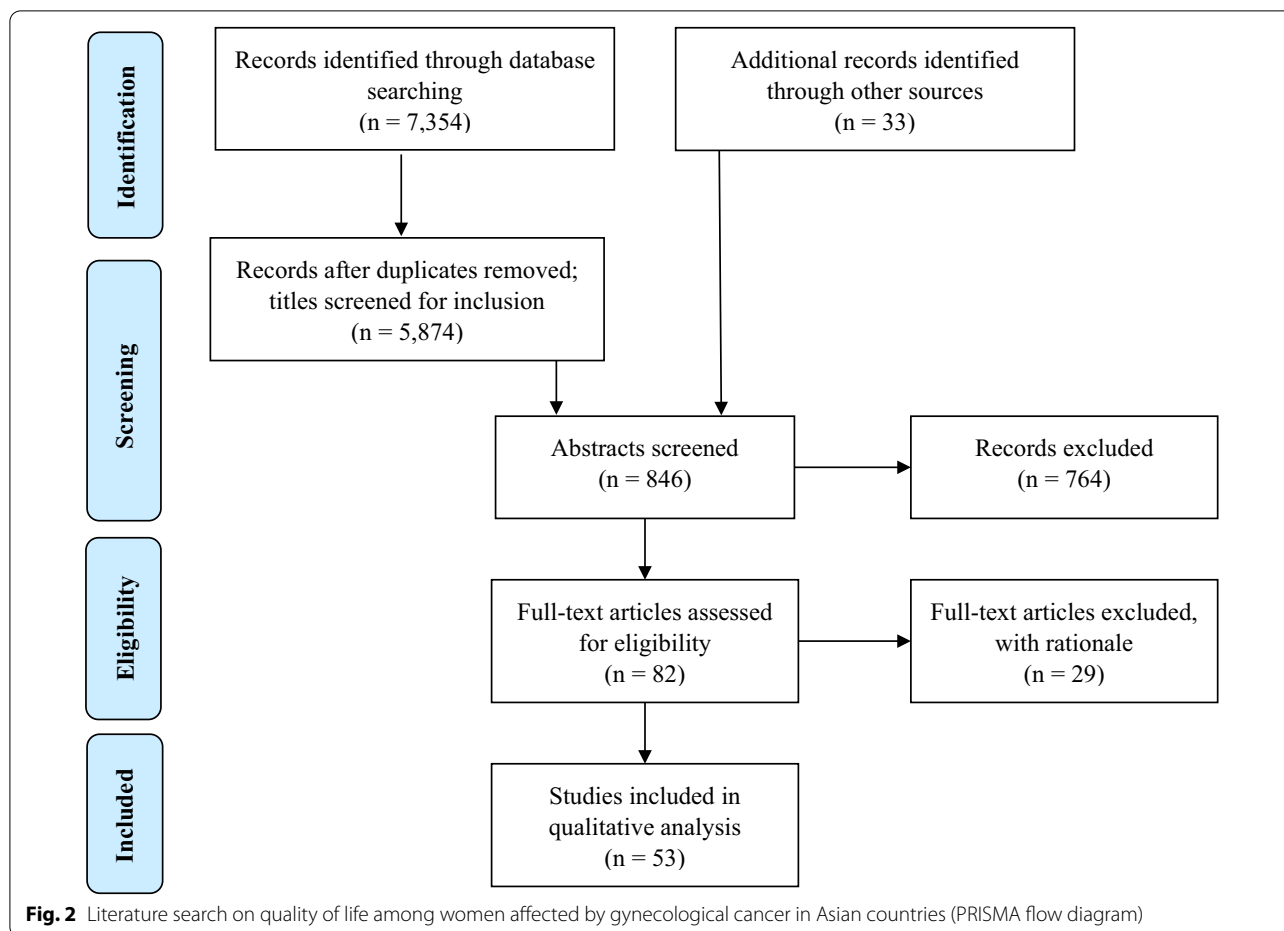 Identification
Records identified through database
searching
(n = 7,354)
Additional records identified
through other sources
(n = 33)
Screening
Records after duplicates removed;
titles screened for inclusion
(n = 5,874)
Abstracts screened
(n = 846)
Records excluded
(n = 764)
Eligibility
Full-text articles assessed
for eligibility
(n = 82)
Full-text articles excluded,
with rationale
(n = 29)
Included
Studies included in
qualitative analysis
(n = 53)
Fig. 2 Literature search on quality of life among women affected by gynecological cancer in Asian countries (PRISMA flow diagram)